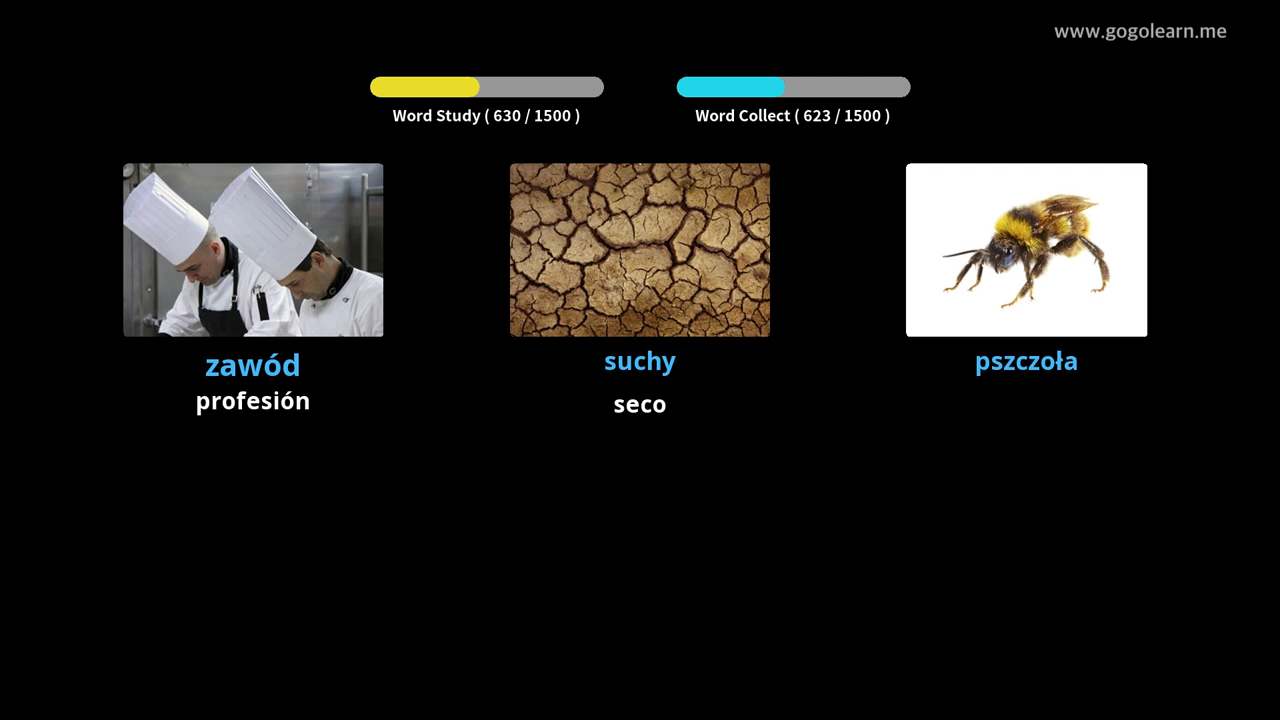 www.gogolearn.me
Word Study ( 630 / 1500 )
Word Collect ( 623 / 1500 )
zawód
profesión
suchy
seco
pszczoła